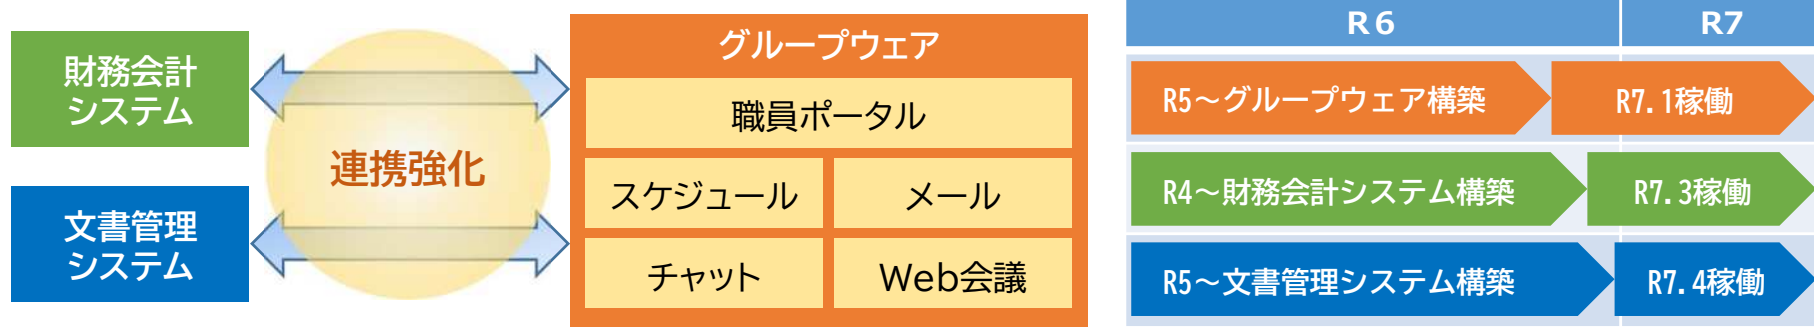 財務会計
システム
文書管理
システム
連携強化
グループウェア
職員ポータル
スケジュール
メール
チャット
Web会議
R6
R7
R5～グループウェア構築
R7.1稼働
R4～財務会計システム構築
R7.3稼働
R5～文書管理システム構築
R7.4稼働